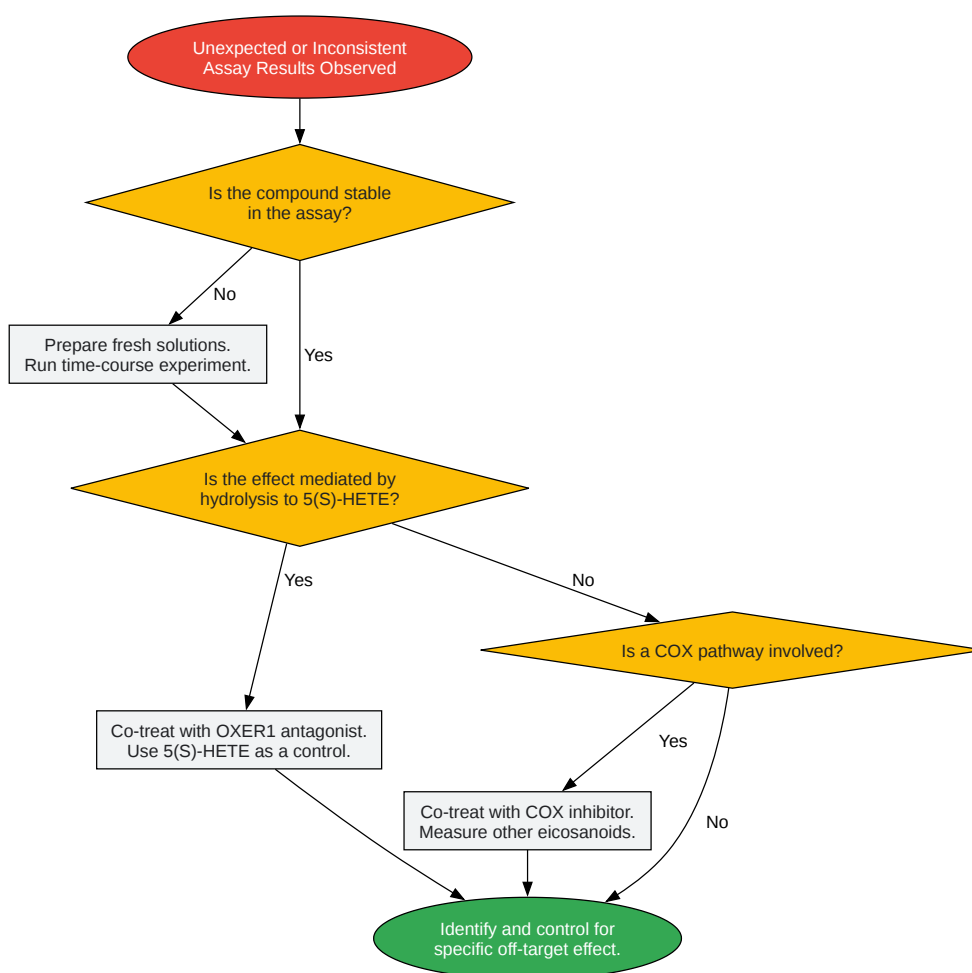 Unexpected or Inconsistent
Assay Results Observed
Is the compound stable
in the assay?
No
Yes
Prepare fresh solutions.
Run time-course experiment.
Is the effect mediated by
hydrolysis to 5(S)-HETE?
Yes
No
Is a COX pathway involved?
Co-treat with OXER1 antagonist.
Use 5(S)-HETE as a control.
Yes
No
Co-treat with COX inhibitor.
Measure other eicosanoids.
Identify and control for
specific off-target effect.